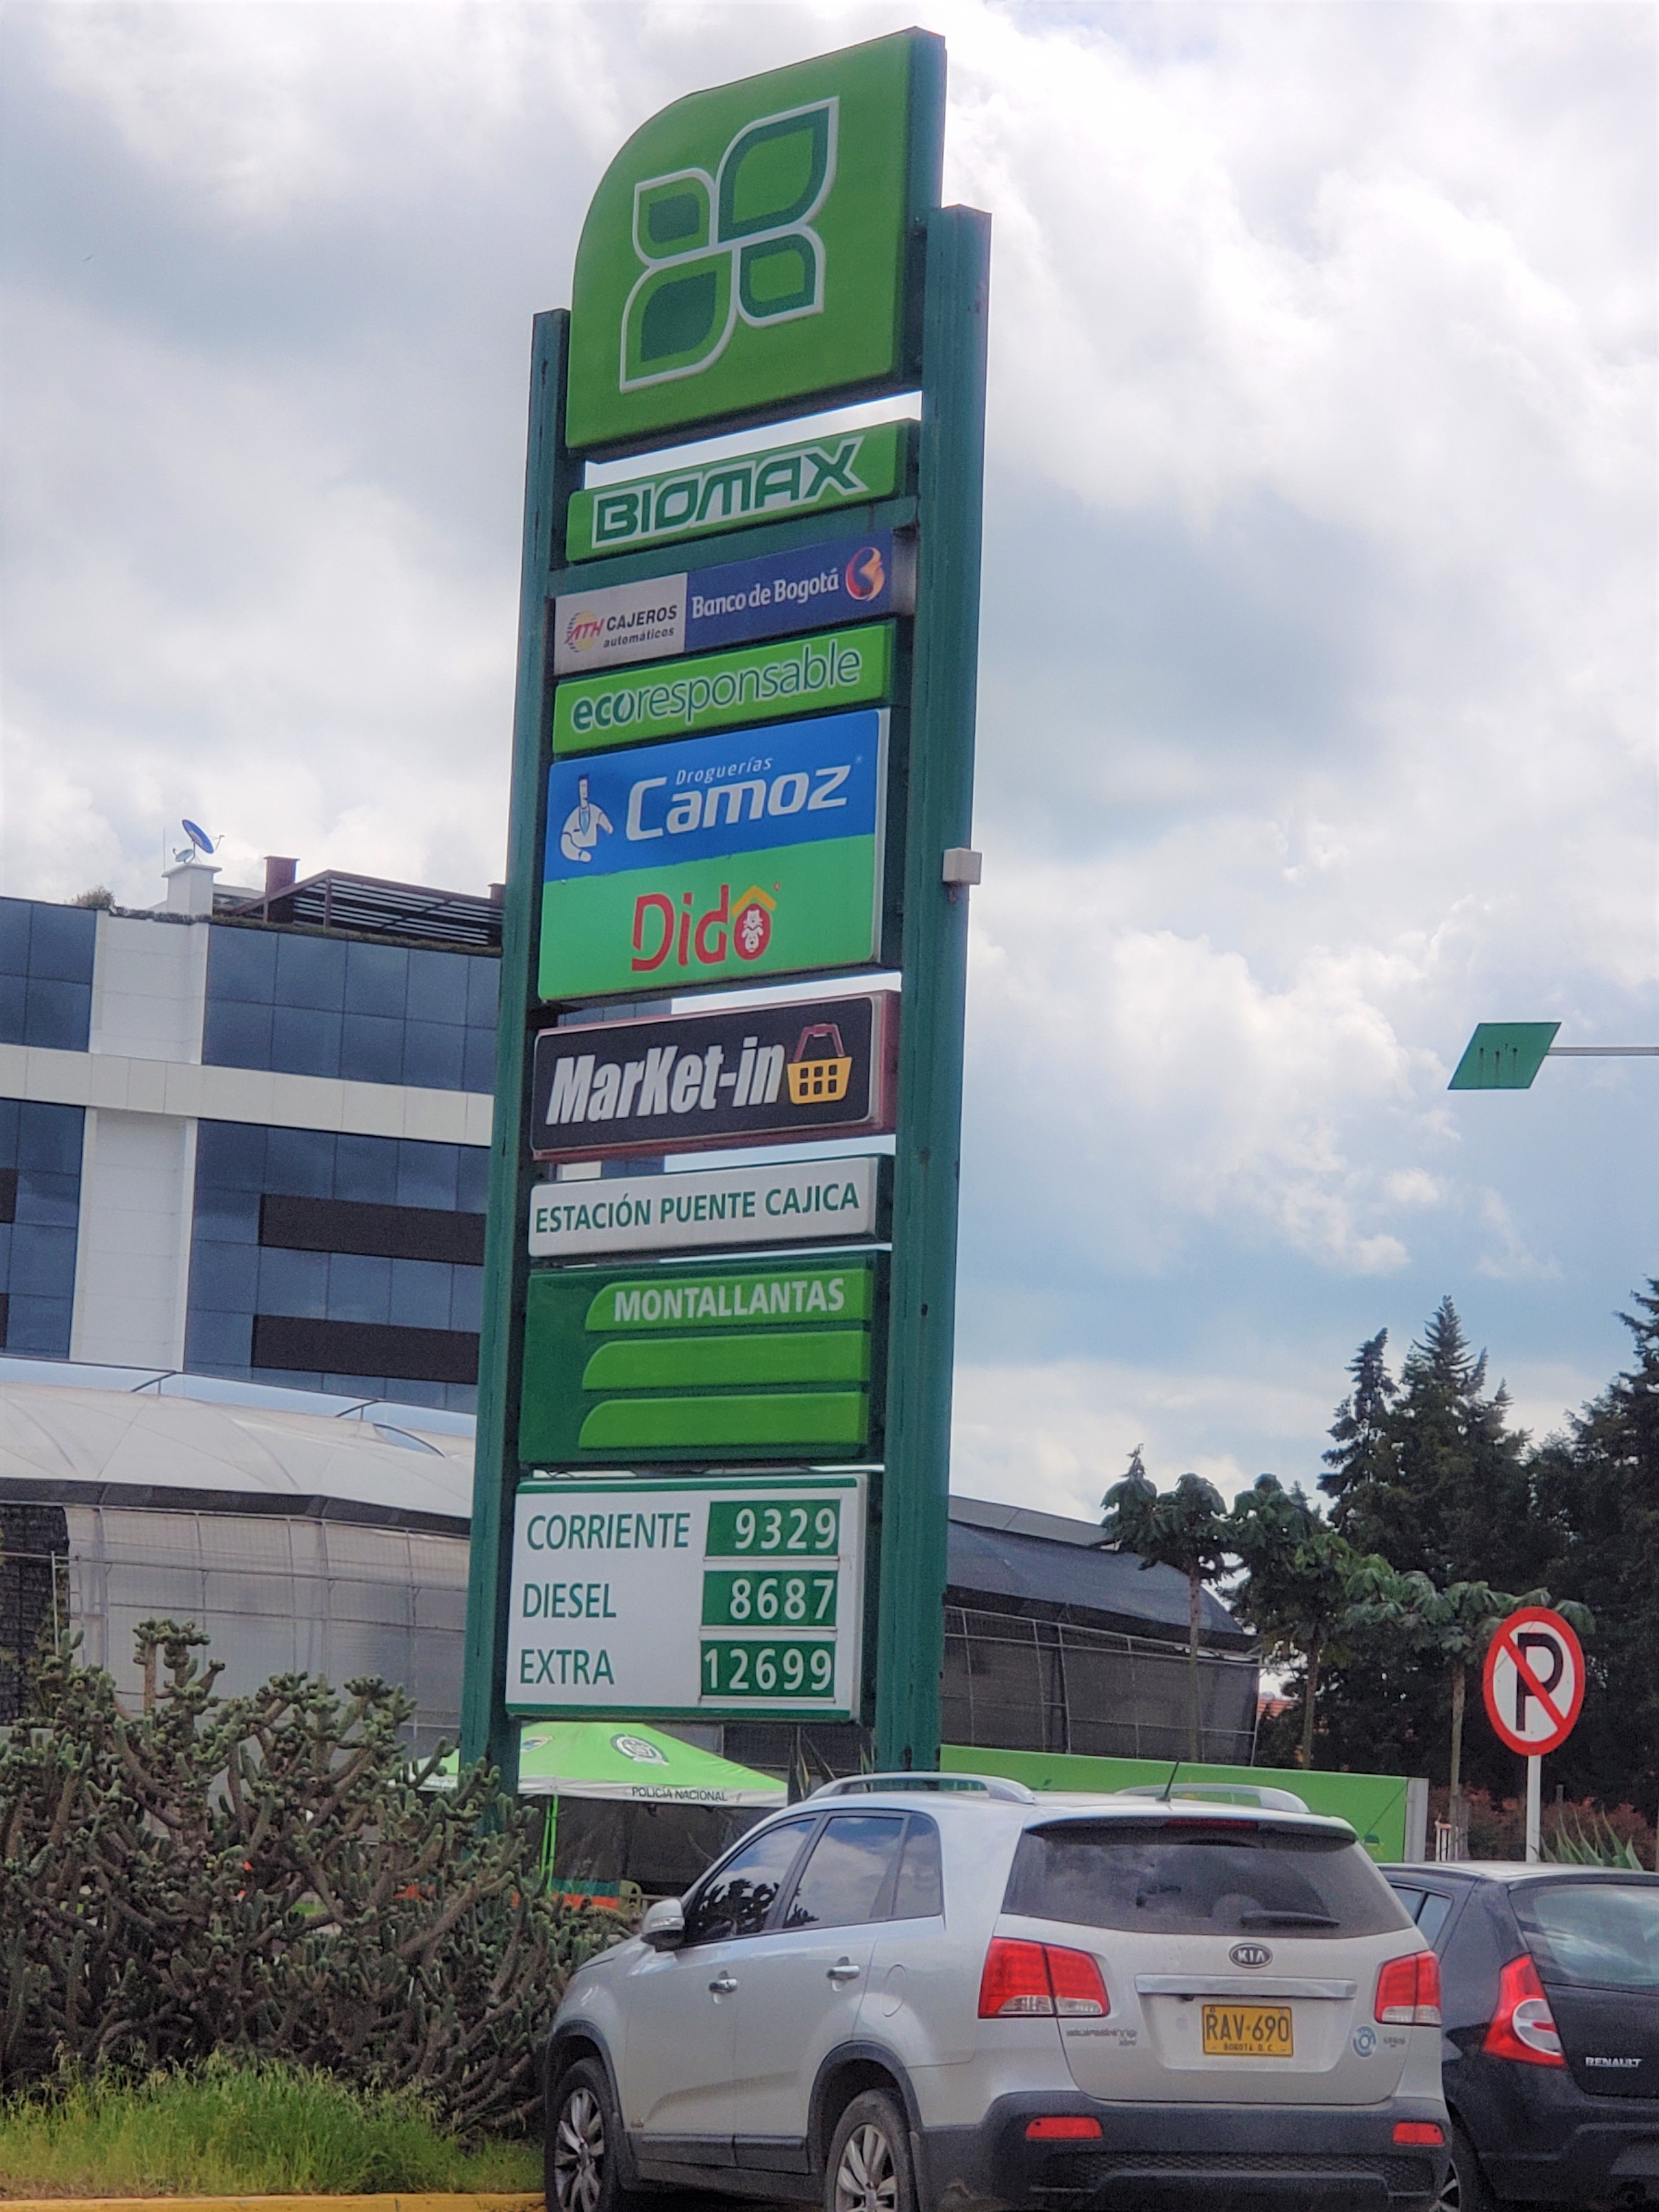 BIOMAX
ATH CAJEROS automáticos Banco de Bogotá
ecoresponsable
Droguerías
Camoz
Dido
MarKet-in
ESTACIÓN PUENTE CAJICA
MONTALLANTAS
CORRIENTE 9329
DIESEL 8687
EXTRA 12699
P
POLICÍA NACIONAL
KIA
RAV-690
BOGOTÁ D.C.
RENAULT